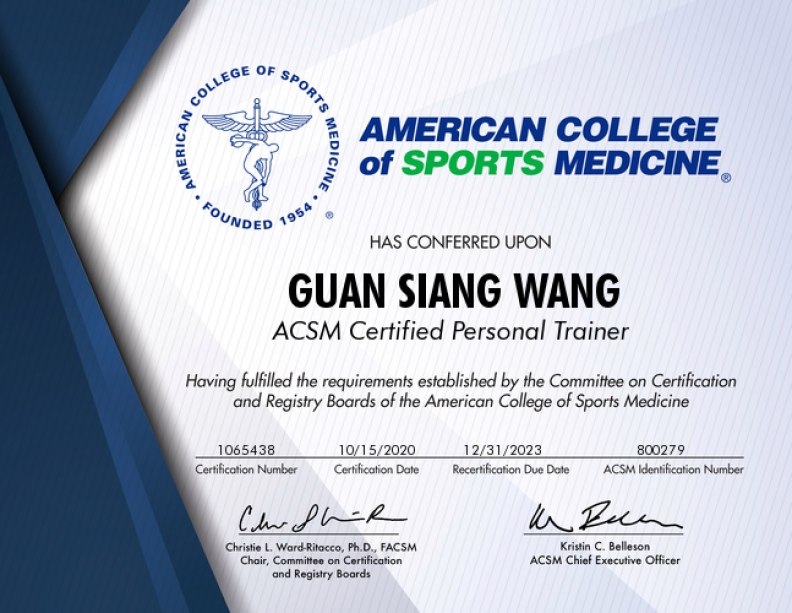 AMERICAN COLLEGE OF SPORTS MEDICINE
• FOUNDED 1954 •
®
AMERICAN COLLEGE
of SPORTS MEDICINE®
HAS CONFERRED UPON
GUAN SIANG WANG
ACSM Certified Personal Trainer
Having fulfilled the requirements established by the Committee on Certification
and Registry Boards of the American College of Sports Medicine
1065438 10/15/2020 12/31/2023 800279
Certification Number Certification Date Recertification Due Date ACSM Identification Number
Christie L. Ward-Ritacco, Ph.D., FACSM
Chair, Committee on Certification
and Registry Boards
Kristin C. Belleson
ACSM Chief Executive Officer